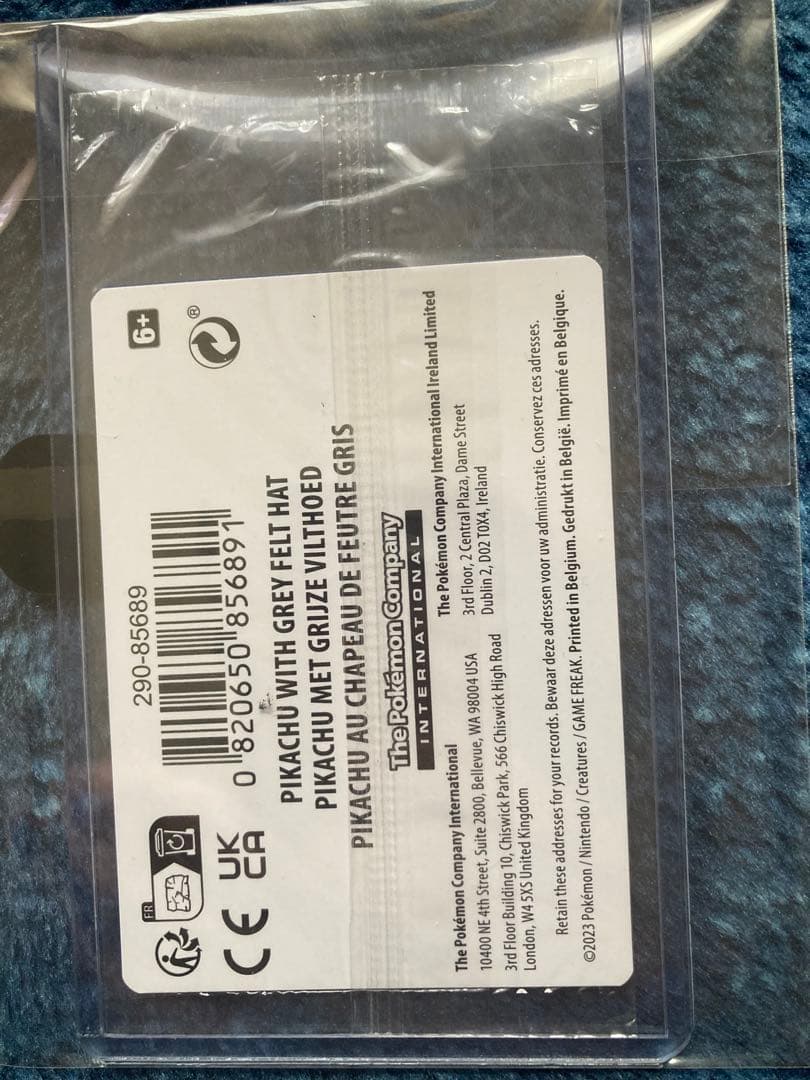 290-85689
0 820650 856891
6+
®
FR
CE
UK
CA
PIKACHU WITH GREY FELT HAT
PIKACHU MET GRIJZE VILTHOED
PIKACHU AU CHAPEAU DE FEUTRE GRIS
The Pokémon Company
INTERNATIONAL
The Pokémon Company International
10400 NE 4th Street, Suite 2800, Bellevue, WA 98004 USA
3rd Floor Building 10, Chiswick Park, 566 Chiswick High Road
London, W4 5XS United Kingdom
The Pokémon Company International Ireland Limited
3rd Floor, 2 Central Plaza, Dame Street
Dublin 2, D02 T0X4, Ireland
Retain these addresses for your records. Bewaar deze adressen voor uw administratie. Conservez ces adresses.
©2023 Pokémon / Nintendo / Creatures / GAME FREAK. Printed in Belgium. Gedrukt in België. Imprimé en Belgique.